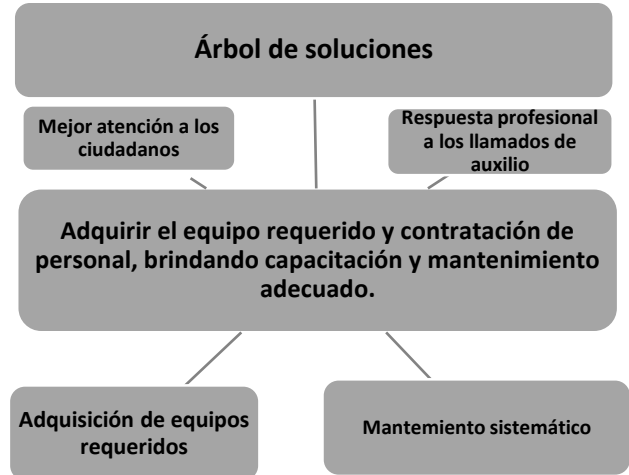 Árbol de soluciones
Mejor atención a los
ciudadanos
Respuesta profesional
a los llamados de
auxilio
Adquirir el equipo requerido y contratación de
personal, brindando capacitación y mantenimiento
adecuado.
Adquisición de equipos
requeridos
Mantemiento sistemático